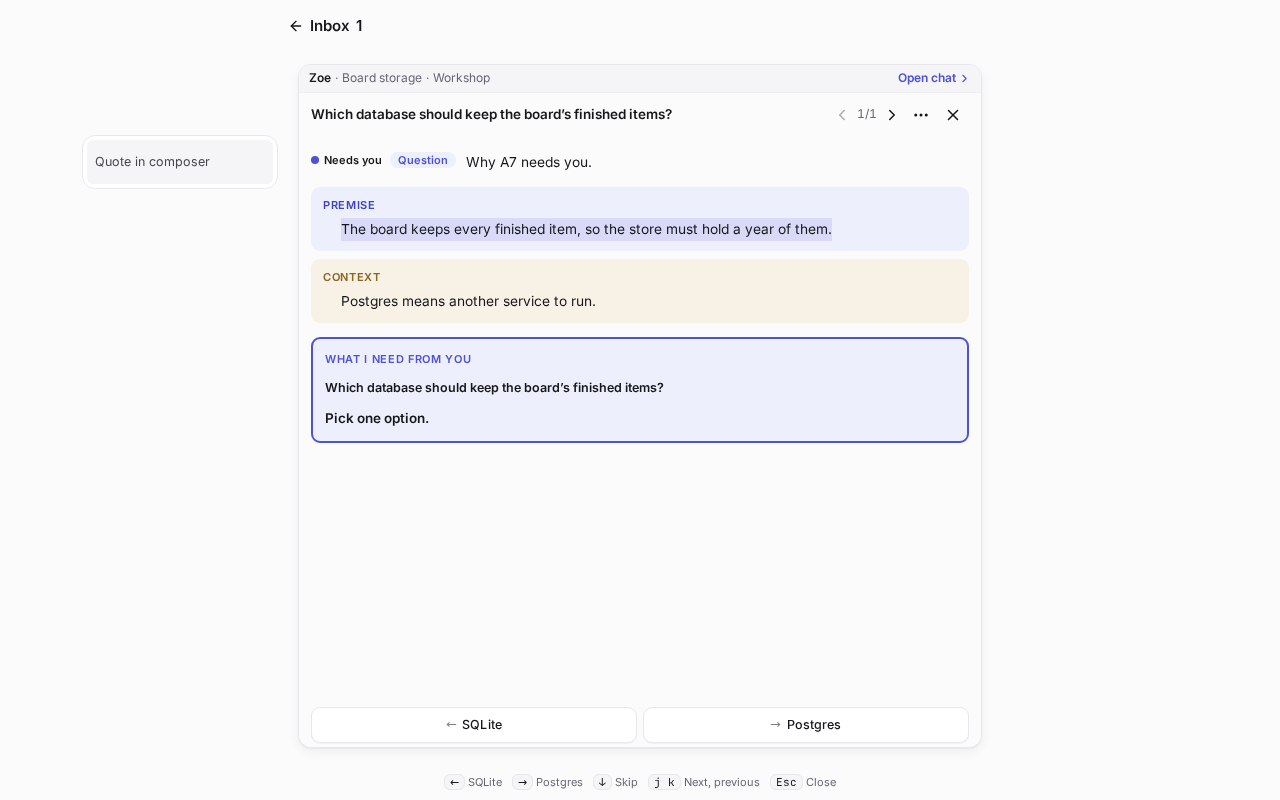 ← Inbox 1
Zoe · Board storage · Workshop
Open chat
Which database should keep the board’s finished items?
1/1
Quote in composer
Needs you
Question
Why A7 needs you.
PREMISE
The board keeps every finished item, so the store must hold a year of them.
CONTEXT
Postgres means another service to run.
WHAT I NEED FROM YOU
Which database should keep the board’s finished items?
Pick one option.
← SQLite
→ Postgres
← SQLite → Postgres ↓ Skip j k Next, previous Esc Close